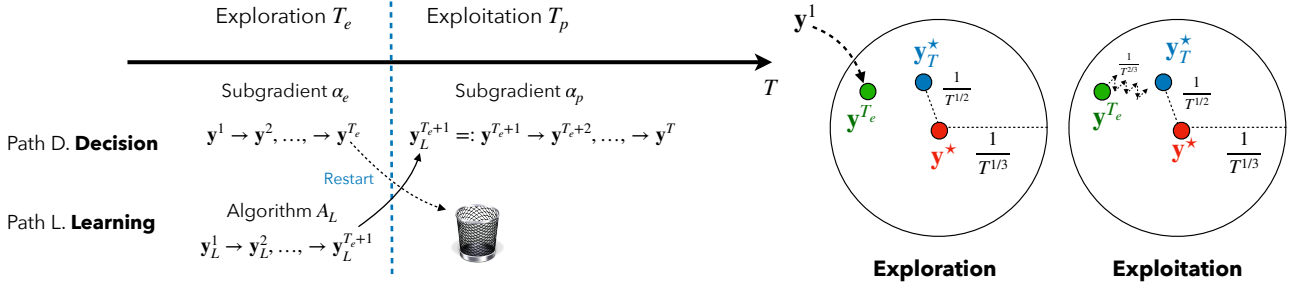 Exploration T_e
Exploitation T_p
T
Subgradient α_e
Subgradient α_p
Path D. Decision
y^1 → y^2, …, → y^{T_e}
y_L^{T_e+1} =: y^{T_e+1} → y^{T_e+2}, …, → y^T
Restart
Path L. Learning
Algorithm A_L
y_L^1 → y_L^2, …, → y_L^{T_e+1}
y^1
y_T^⋆
1/T^{1/2}
y^{T_e}
y^⋆
1/T^{1/3}
Exploration
y_T^⋆
1/T^{2/3}
1/T^{1/2}
y^{T_e}
y^⋆
1/T^{1/3}
Exploitation